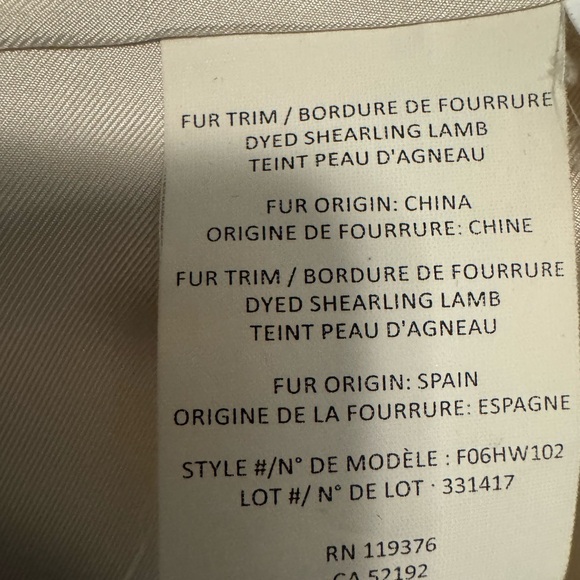 FUR TRIM / BORDURE DE FOURRURE
DYED SHEARLING LAMB
TEINT PEAU D'AGNEAU
FUR ORIGIN: CHINA
ORIGINE DE FOURRURE: CHINE
FUR TRIM / BORDURE DE FOURRURE
DYED SHEARLING LAMB
TEINT PEAU D'AGNEAU
FUR ORIGIN: SPAIN
ORIGINE DE LA FOURRURE: ESPAGNE
STYLE #/N° DE MODÈLE : F06HW102
LOT #/ N° DE LOT · 331417
RN 119376
CA 52192